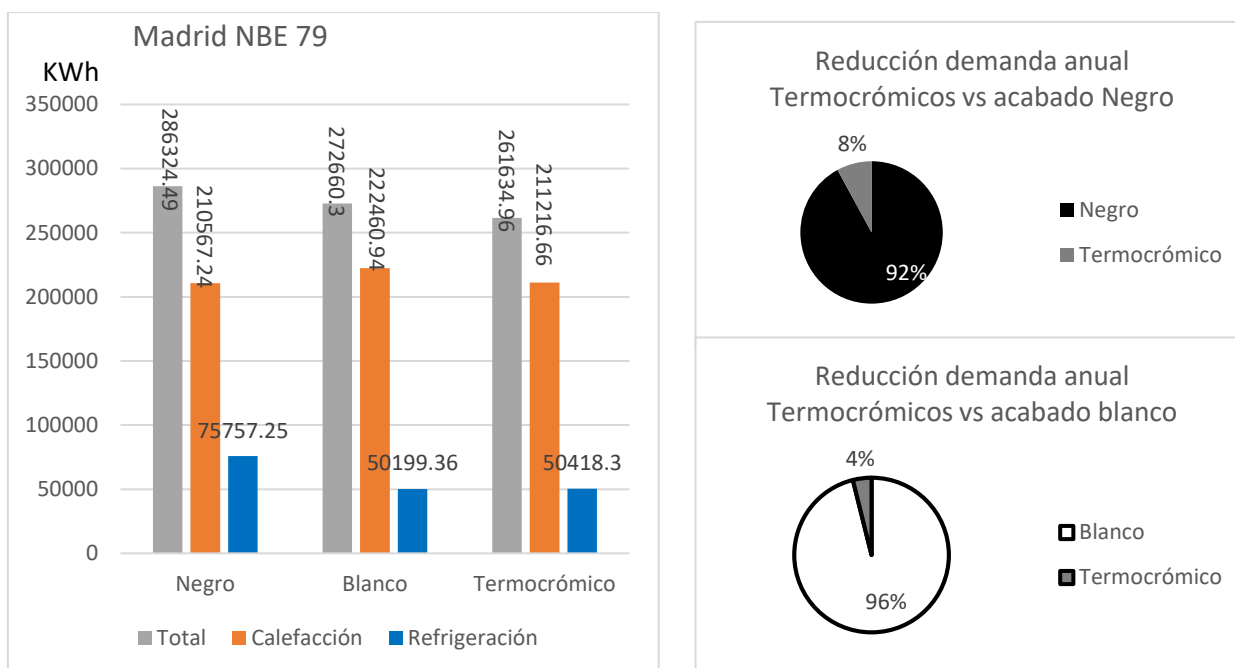 Madrid NBE 79
KWh
350000
300000
250000
200000
150000
100000
50000
0
286324.49
210567.24
75757.25
272660.3
222460.94
50199.36
261634.96
211216.66
50418.3
Negro
Blanco
Termocrómico
Total
Calefacción
Refrigeración
Reducción demanda anual
Termocrómicos vs acabado Negro
8%
92%
Negro
Termocrómico
Reducción demanda anual
Termocrómicos vs acabado blanco
4%
96%
Blanco
Termocrómico